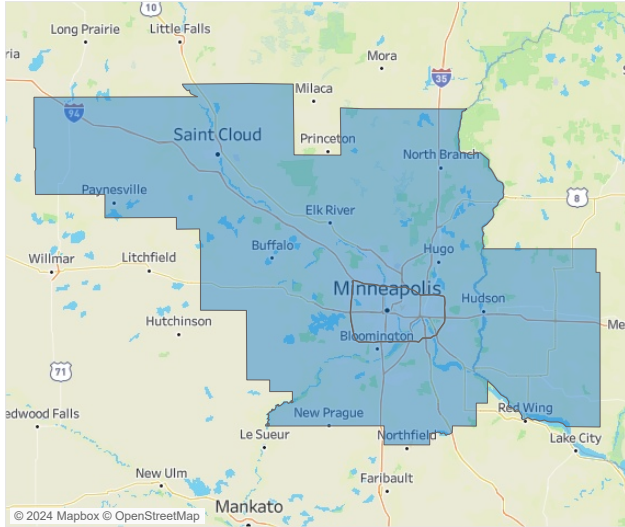 Long Prairie
10
Little Falls
ria
Mora
35
Milaca
94
Saint Cloud
Princeton
North Branch
Paynesville
8
Elk River
Buffalo
Hugo
Willmar
Litchfield
Minneapolis
Hudson
Hutchinson
Me
Bloomington
71
edwood Falls
New Prague
Red Wing
Le Sueur
Northfield
Lake City
New Ulm
Faribault
Mankato
© 2024 Mapbox © OpenStreetMap